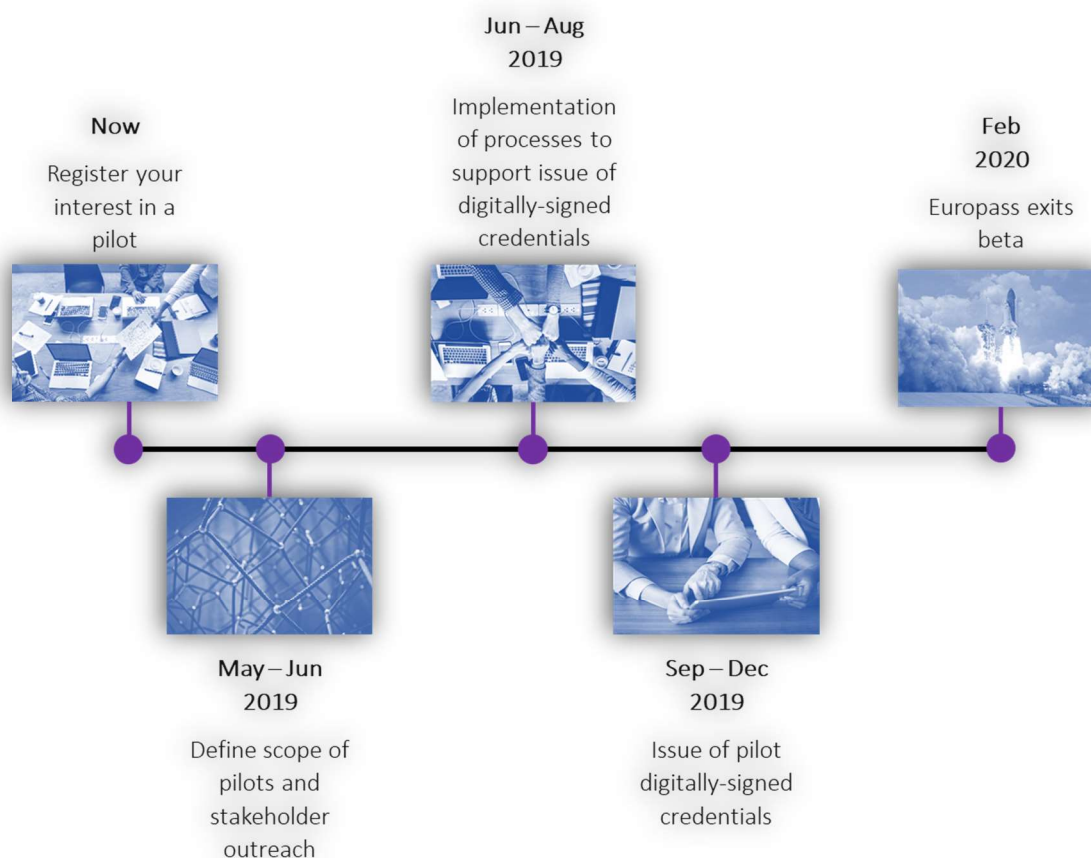 Now
Register your
interest in a
pilot
May – Jun
2019
Define scope of
pilots and
stakeholder
outreach
Jun – Aug
2019
Implementation
of processes to
support issue of
digitally-signed
credentials
Sep – Dec
2019
Issue of pilot
digitally-signed
credentials
Feb
2020
Europass exits
beta